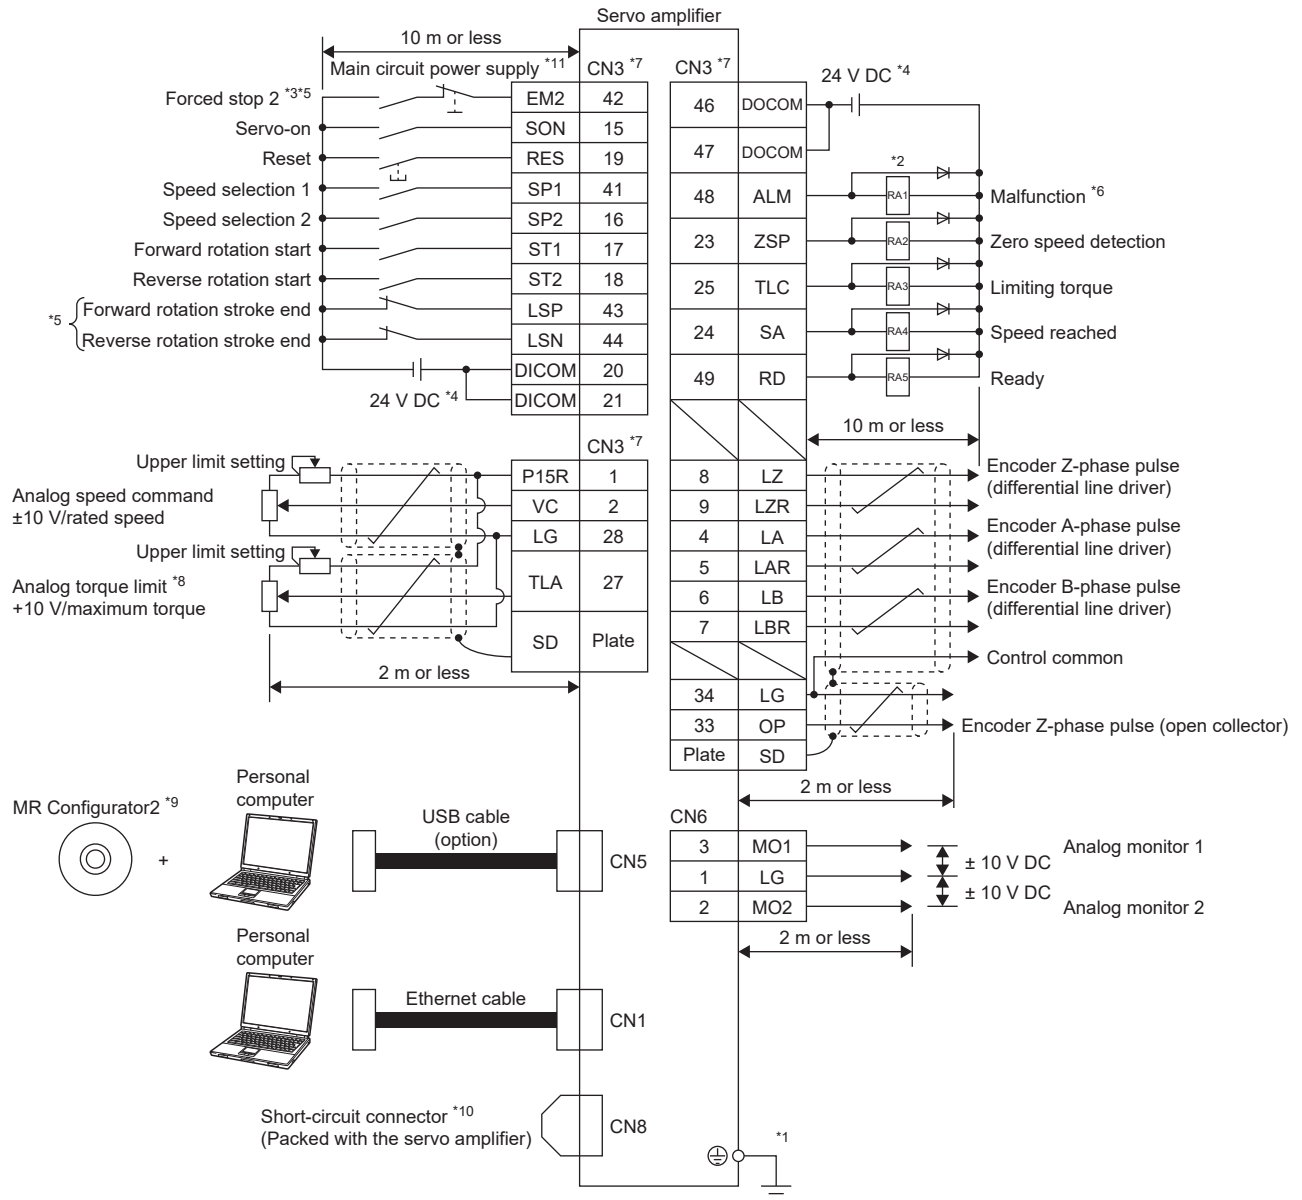 Servo amplifier
10 m or less
Main circuit power supply *11
CN3 *7
Forced stop 2 *3*5
EM2 42
Servo-on
SON 15
Reset
RES 19
Speed selection 1
SP1 41
Speed selection 2
SP2 16
Forward rotation start
ST1 17
Reverse rotation start
ST2 18
*5
Forward rotation stroke end
LSP 43
Reverse rotation stroke end
LSN 44
DICOM 20
24 V DC *4
DICOM 21
CN3 *7
24 V DC *4
46 DOCOM
47 DOCOM
*2
48 ALM
RA1
Malfunction *6
23 ZSP
RA2
Zero speed detection
25 TLC
RA3
Limiting torque
24 SA
RA4
Speed reached
49 RD
RA5
Ready
10 m or less
CN3 *7
Upper limit setting
P15R 1
Analog speed command
±10 V/rated speed
VC 2
LG 28
Upper limit setting
Analog torque limit *8
+10 V/maximum torque
TLA 27
SD Plate
2 m or less
8 LZ
Encoder Z-phase pulse
(differential line driver)
9 LZR
4 LA
Encoder A-phase pulse
(differential line driver)
5 LAR
6 LB
Encoder B-phase pulse
(differential line driver)
7 LBR
Control common
34 LG
33 OP
Encoder Z-phase pulse (open collector)
Plate SD
2 m or less
MR Configurator2 *9
+
Personal
computer
USB cable
(option)
CN5
CN6
3 MO1
Analog monitor 1
± 10 V DC
1 LG
± 10 V DC
2 MO2
Analog monitor 2
2 m or less
Personal
computer
Ethernet cable
CN1
Short-circuit connector *10
(Packed with the servo amplifier)
CN8
*1